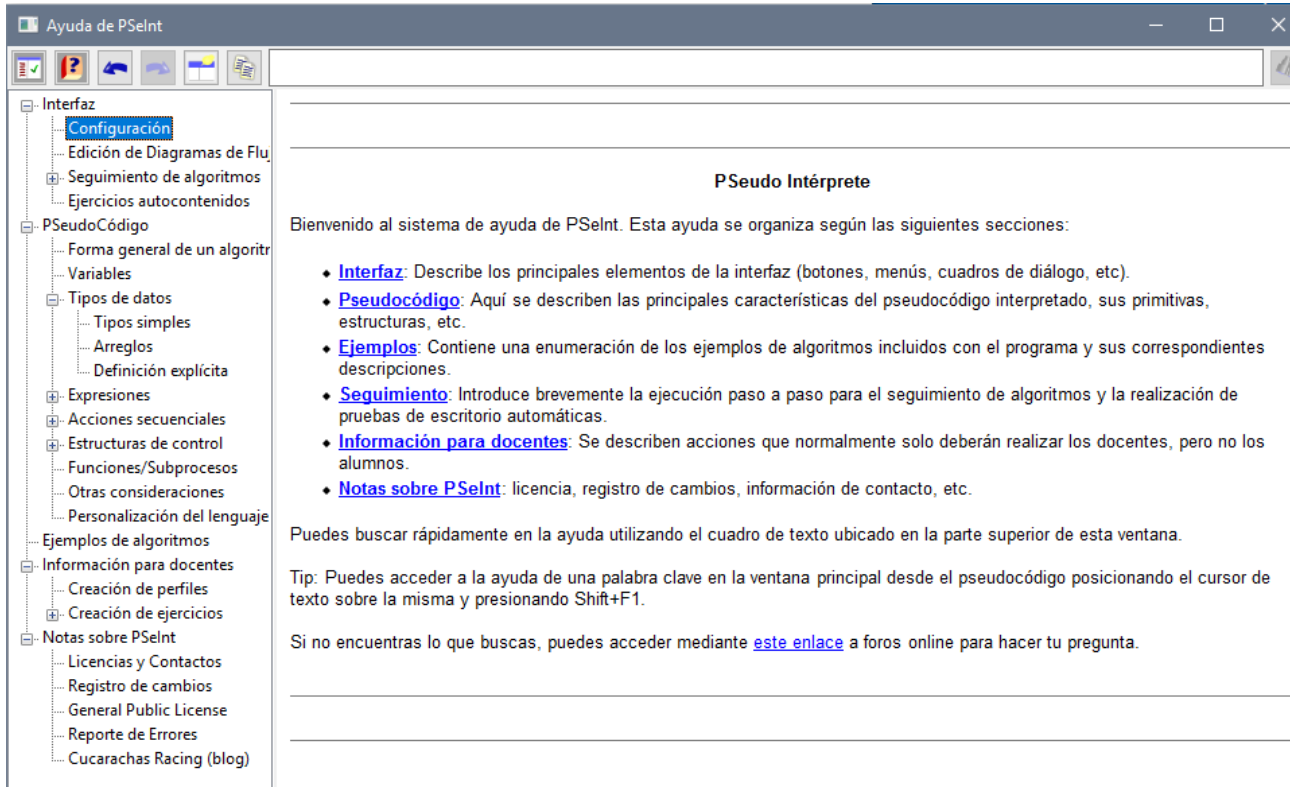 Ayuda de PSeInt
Interfaz
Configuración
Edición de Diagramas de Fluj
Seguimiento de algoritmos
Ejercicios autocontenidos
PSeudoCódigo
Forma general de un algoritm
Variables
Tipos de datos
Tipos simples
Arreglos
Definición explícita
Expresiones
Acciones secuenciales
Estructuras de control
Funciones/Subprocesos
Otras consideraciones
Personalización del lenguaje
Ejemplos de algoritmos
Información para docentes
Creación de perfiles
Creación de ejercicios
Notas sobre PSeInt
Licencias y Contactos
Registro de cambios
General Public License
Reporte de Errores
Cucarachas Racing (blog)
PSeudo Intérprete
Bienvenido al sistema de ayuda de PSeInt. Esta ayuda se organiza según las siguientes secciones:
Interfaz: Describe los principales elementos de la interfaz (botones, menús, cuadros de diálogo, etc).
Pseudocódigo: Aquí se describen las principales características del pseudocódigo interpretado, sus primitivas,
estructuras, etc.
Ejemplos: Contiene una enumeración de los ejemplos de algoritmos incluidos con el programa y sus correspondientes
descripciones.
Seguimiento: Introduce brevemente la ejecución paso a paso para el seguimiento de algoritmos y la realización de
pruebas de escritorio automáticas.
Información para docentes: Se describen acciones que normalmente solo deberán realizar los docentes, pero no los
alumnos.
Notas sobre PSeInt: licencia, registro de cambios, información de contacto, etc.
Puedes buscar rápidamente en la ayuda utilizando el cuadro de texto ubicado en la parte superior de esta ventana.
Tip: Puedes acceder a la ayuda de una palabra clave en la ventana principal desde el pseudocódigo posicionando el cursor de
texto sobre la misma y presionando Shift+F1.
Si no encuentras lo que buscas, puedes acceder mediante este enlace a foros online para hacer tu pregunta.